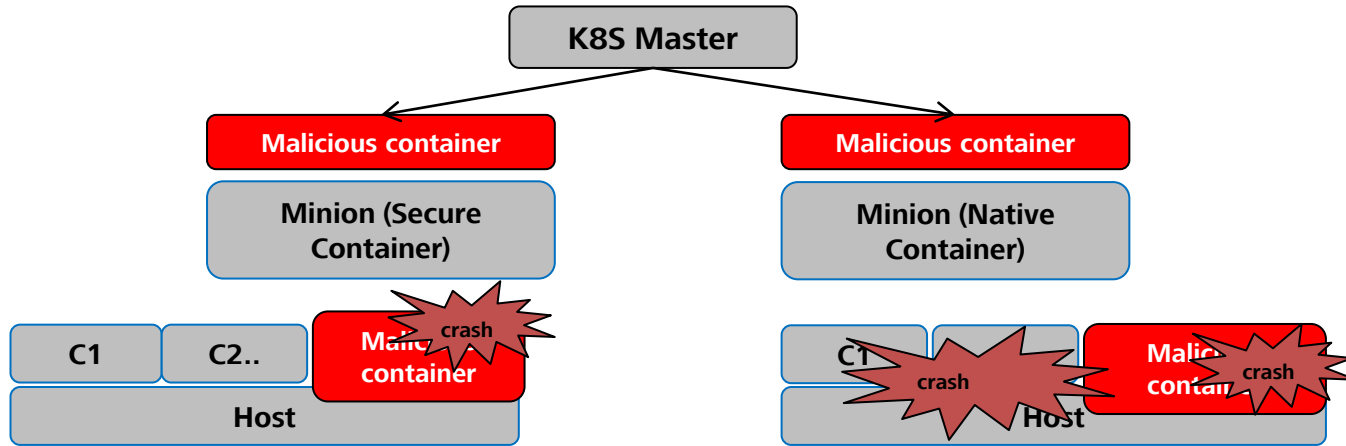 K8S Master
Malicious container
Malicious container
Minion (Secure
Container)
Minion (Native
Container)
crash
C1
C2..
container
Host
C1
crash
crash
Host